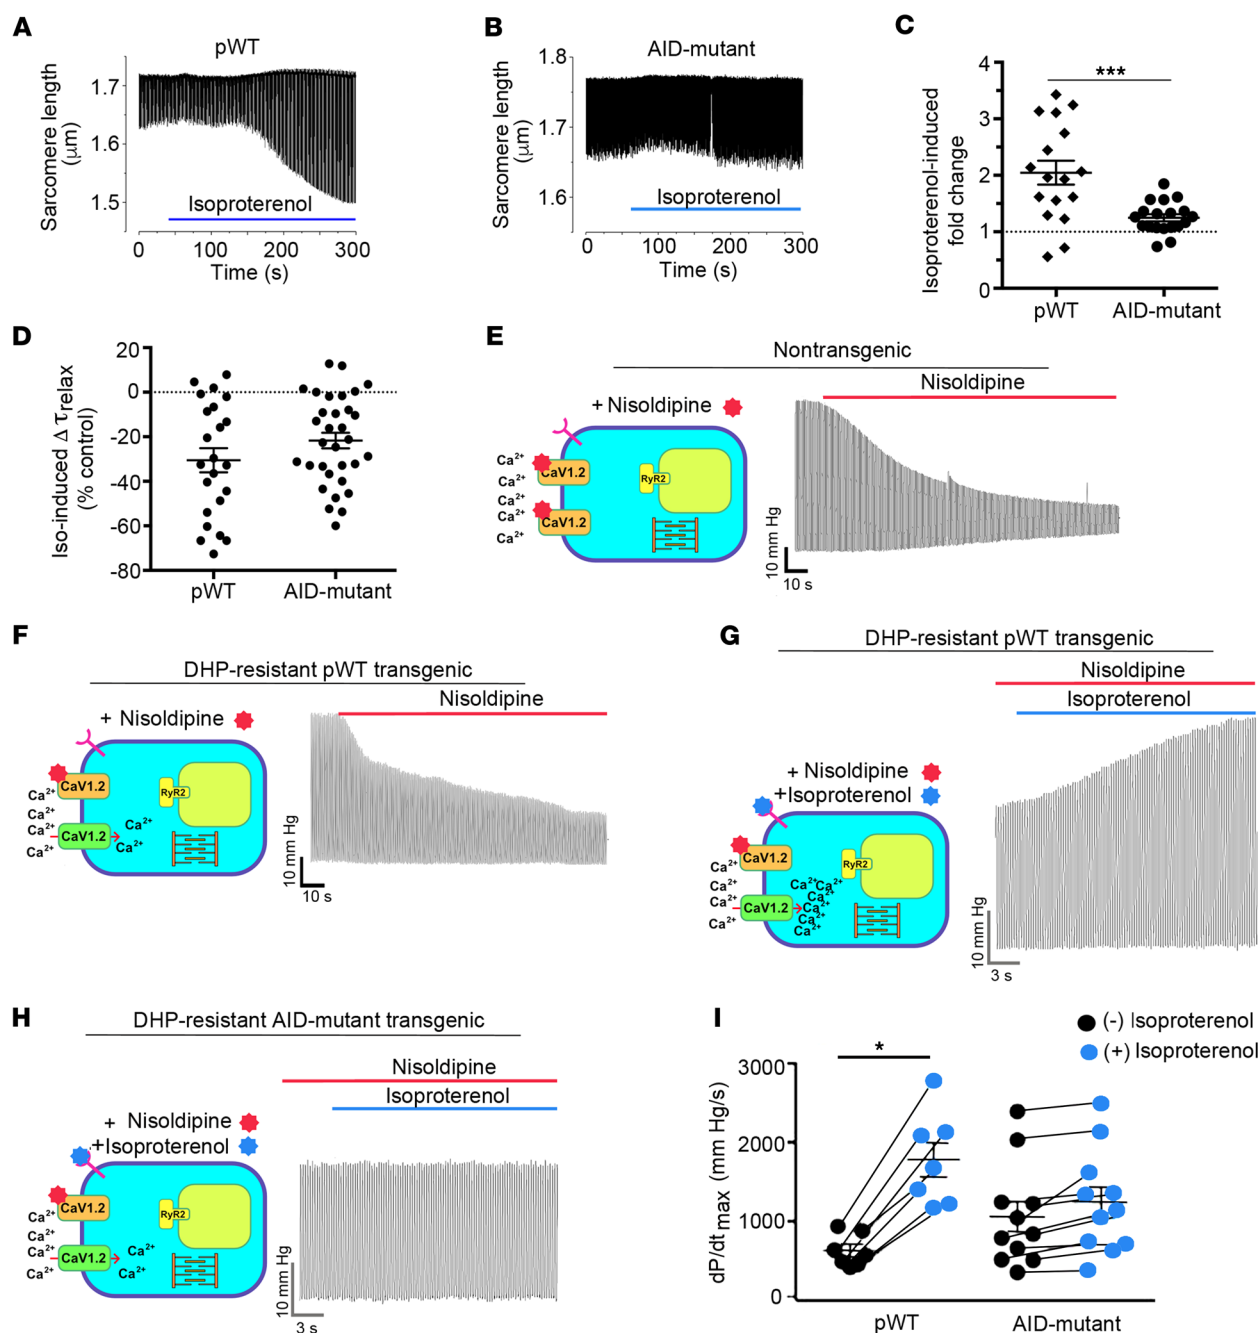 A
pWT
Sarcomere length
(μm)
1.7
1.6
1.5
Isoproterenol
0 100 200 300
Time (s)
B
AID-mutant
Sarcomere length
(μm)
1.8
1.7
1.6
Isoproterenol
0 100 200 300
Time (s)
C
Isoproterenol-induced
fold change
4
3
2
1
0
***
pWT AID-mutant
D
Iso-induced Δ τrelax
(% control)
20
0
-20
-40
-60
-80
pWT AID-mutant
E
Nontransgenic
Nisoldipine
+ Nisoldipine
Ca2+
Ca2+
Ca2+
Ca2+
Ca2+
CaV1.2
CaV1.2
RyR2
10 mm Hg
10 s
F
DHP-resistant pWT transgenic
Nisoldipine
+ Nisoldipine
CaV1.2
Ca2+
Ca2+
Ca2+
Ca2+
CaV1.2
Ca2+
Ca2+
RyR2
10 mm Hg
10 s
G
DHP-resistant pWT transgenic
Nisoldipine
Isoproterenol
+ Nisoldipine
+Isoproterenol
CaV1.2
Ca2+
Ca2+
Ca2+
Ca2+
CaV1.2
Ca2+Ca2+
Ca2+
Ca2+
Ca2+
Ca2+
RyR2
10 mm Hg
3 s
H
DHP-resistant AID-mutant transgenic
Nisoldipine
Isoproterenol
+ Nisoldipine
+Isoproterenol
CaV1.2
Ca2+
Ca2+
Ca2+
Ca2+
CaV1.2
Ca2+
Ca2+
RyR2
10 mm Hg
3 s
I
(-) Isoproterenol
(+) Isoproterenol
dP/dtmax (mm Hg/s)
3000
2000
1000
0
*
pWT AID-mutant